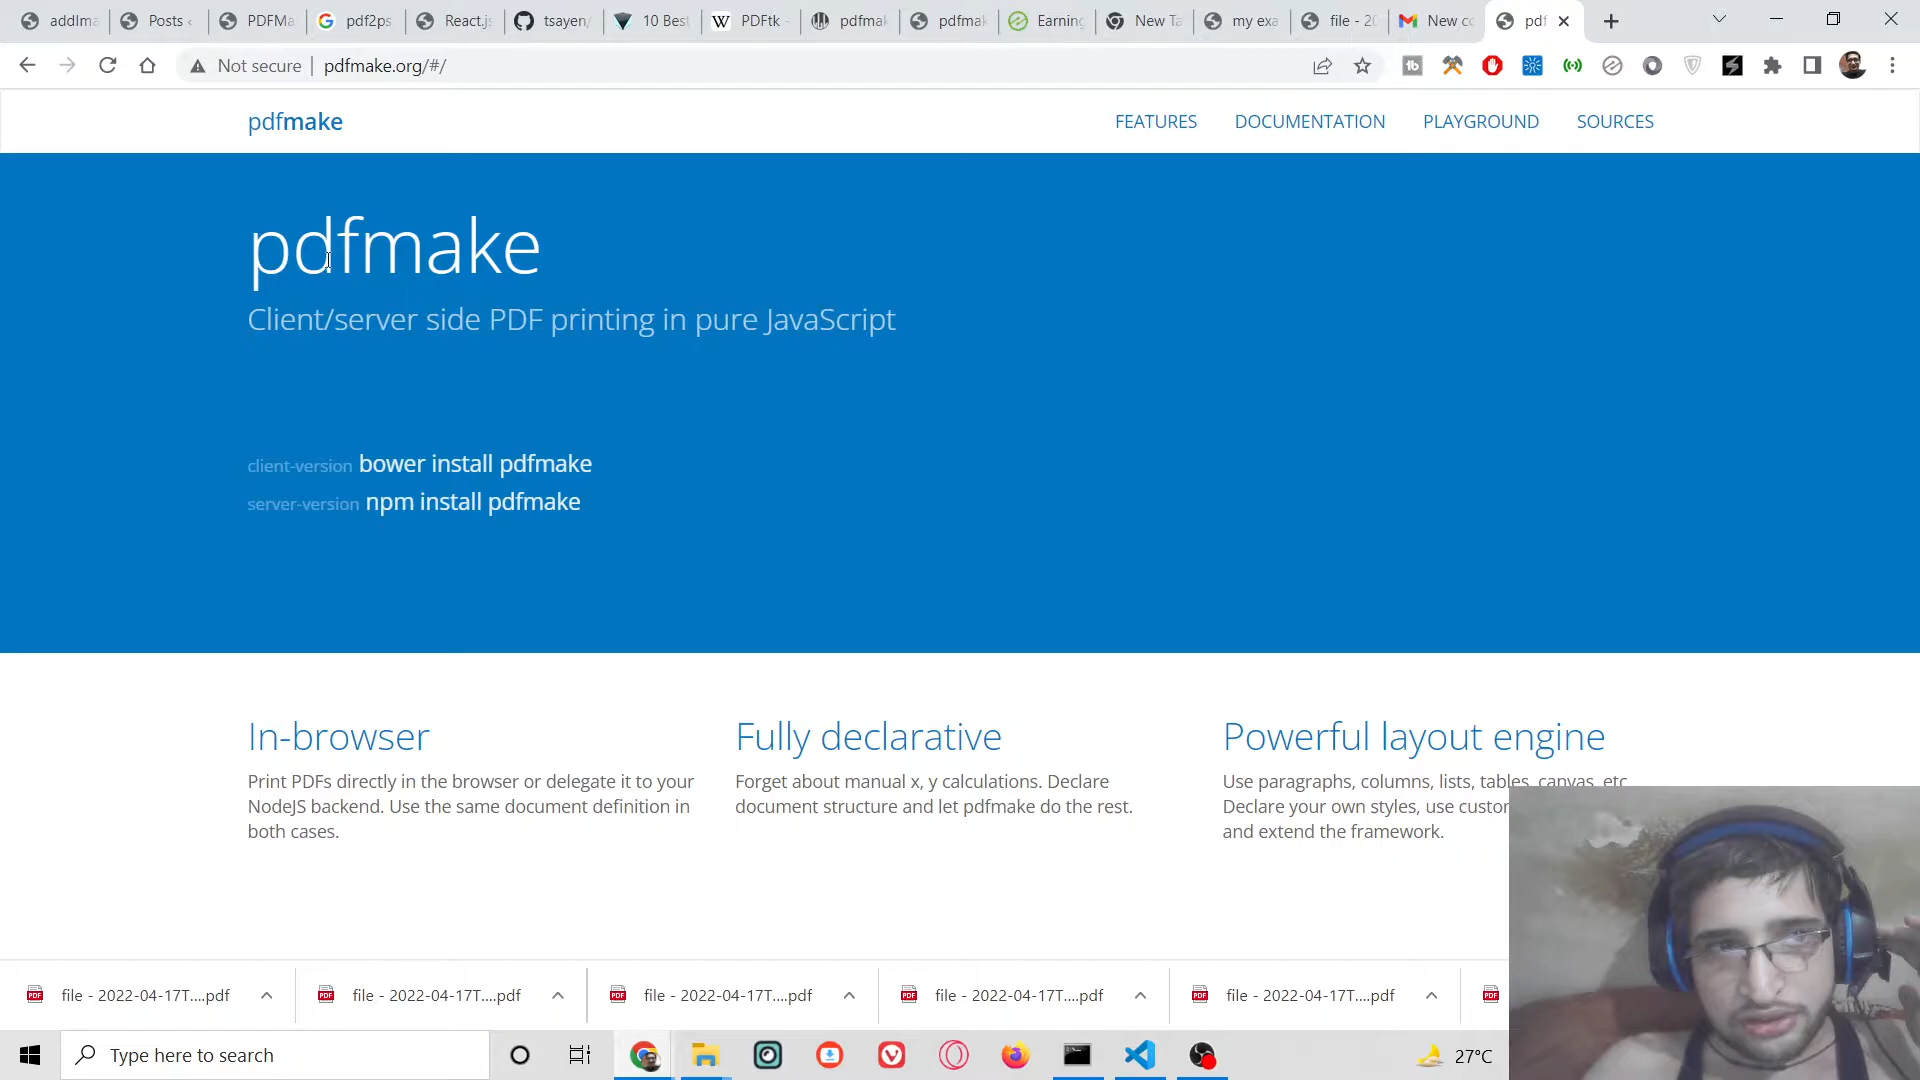 addIma
Posts
PDFMa
pdf2ps
React.js
tsayen/
10 Best
PDFtk -
pdfmak
pdfmak
Earning
New Ta
my exa
file - 20
New co
pdf
Not secure
pdfmake.org/#/
pdfmake
FEATURES
DOCUMENTATION
PLAYGROUND
SOURCES
pdfmake
Client/server side PDF printing in pure JavaScript
client-version bower install pdfmake
server-version npm install pdfmake
In-browser
Print PDFs directly in the browser or delegate it to your
NodeJS backend. Use the same document definition in
both cases.
Fully declarative
Forget about manual x, y calculations. Declare
document structure and let pdfmake do the rest.
Powerful layout engine
Use paragraphs, columns, lists, tables, canvas, etc.
Declare your own styles, use custo
and extend the framework.
file - 2022-04-17T....pdf
file - 2022-04-17T....pdf
file - 2022-04-17T....pdf
file - 2022-04-17T....pdf
file - 2022-04-17T....pdf
Type here to search
27°C